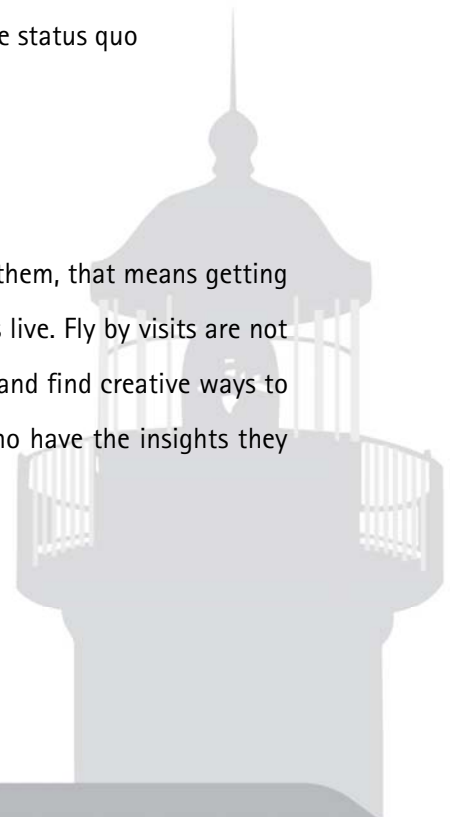 e status quo
them, that means getting
s live. Fly by visits are not
and find creative ways to
no have the insights they